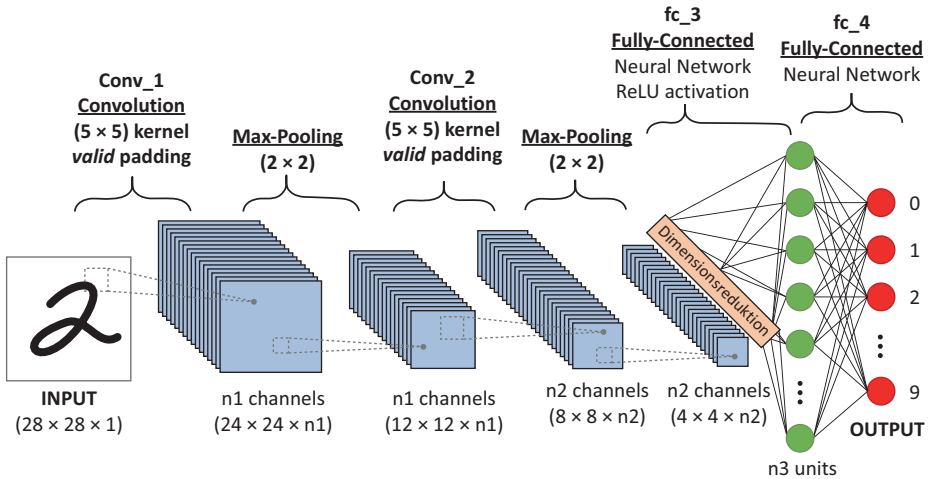 Conv_1
Convolution
(5 × 5) kernel
valid padding
Max-Pooling
(2 × 2)
Conv_2
Convolution
(5 × 5) kernel
valid padding
Max-Pooling
(2 × 2)
fc_3
Fully-Connected
Neural Network
ReLU activation
fc_4
Fully-Connected
Neural Network
2
Dimensionsreduktion
0
1
2
9
INPUT
(28 × 28 × 1)
n1 channels
(24 × 24 × n1)
n1 channels
(12 × 12 × n1)
n2 channels
(8 × 8 × n2)
n2 channels
(4 × 4 × n2)
OUTPUT
n3 units